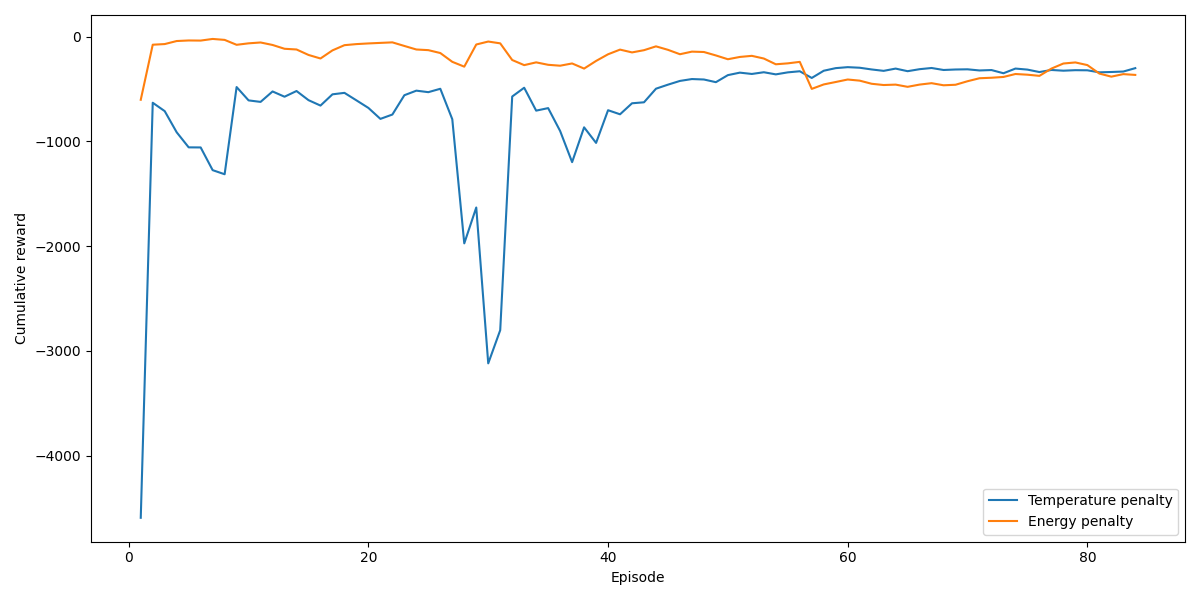 0
−1000
−2000
−3000
−4000
Cumulative reward
0
20
40
60
80
Episode
Temperature penalty
Energy penalty